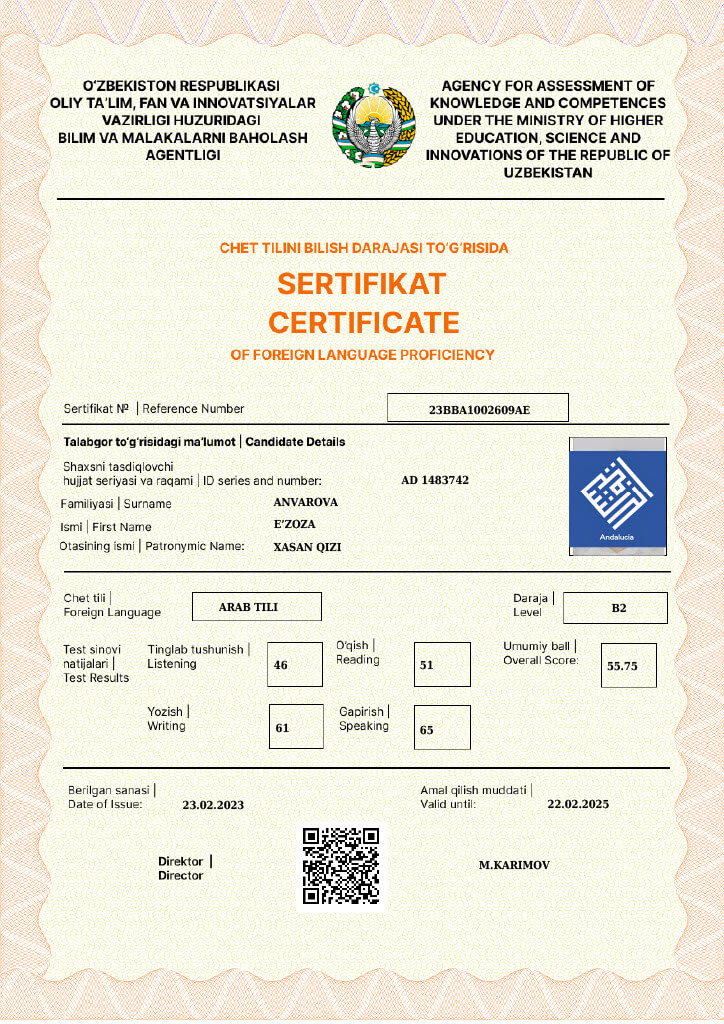 O‘ZBEKISTON RESPUBLIKASI
OLIY TA’LIM, FAN VA INNOVATSIYALAR
VAZIRLIGI HUZURIDAGI
BILIM VA MALAKALARNI BAHOLASH
AGENTLIGI
AGENCY FOR ASSESSMENT OF
KNOWLEDGE AND COMPETENCES
UNDER THE MINISTRY OF HIGHER
EDUCATION, SCIENCE AND
INNOVATIONS OF THE REPUBLIC OF
UZBEKISTAN
CHET TILINI BILISH DARAJASI TO‘G‘RISIDA
SERTIFIKAT
CERTIFICATE
OF FOREIGN LANGUAGE PROFICIENCY
Sertifikat № | Reference Number
23BBA1002609AE
Talabgor to‘g‘risidagi ma’lumot | Candidate Details
Shaxsni tasdiqlovchi
hujjat seriyasi va raqami | ID series and number:
AD 1483742
Familiyasi | Surname
ANVAROVA
Ismi | First Name
E’ZOZA
Otasining ismi | Patronymic Name:
XASAN QIZI
Andalucia
Chet tili |
Foreign Language
ARAB TILI
Daraja |
Level
B2
Test sinovi
natijalari |
Test Results
Tinglab tushunish |
Listening
46
O‘qish |
Reading
51
Umumiy ball |
Overall Score:
55.75
Yozish |
Writing
61
Gapirish |
Speaking
65
Berilgan sanasi |
Date of Issue:
23.02.2023
Amal qilish muddati |
Valid until:
22.02.2025
Direktor |
Director
M.KARIMOV